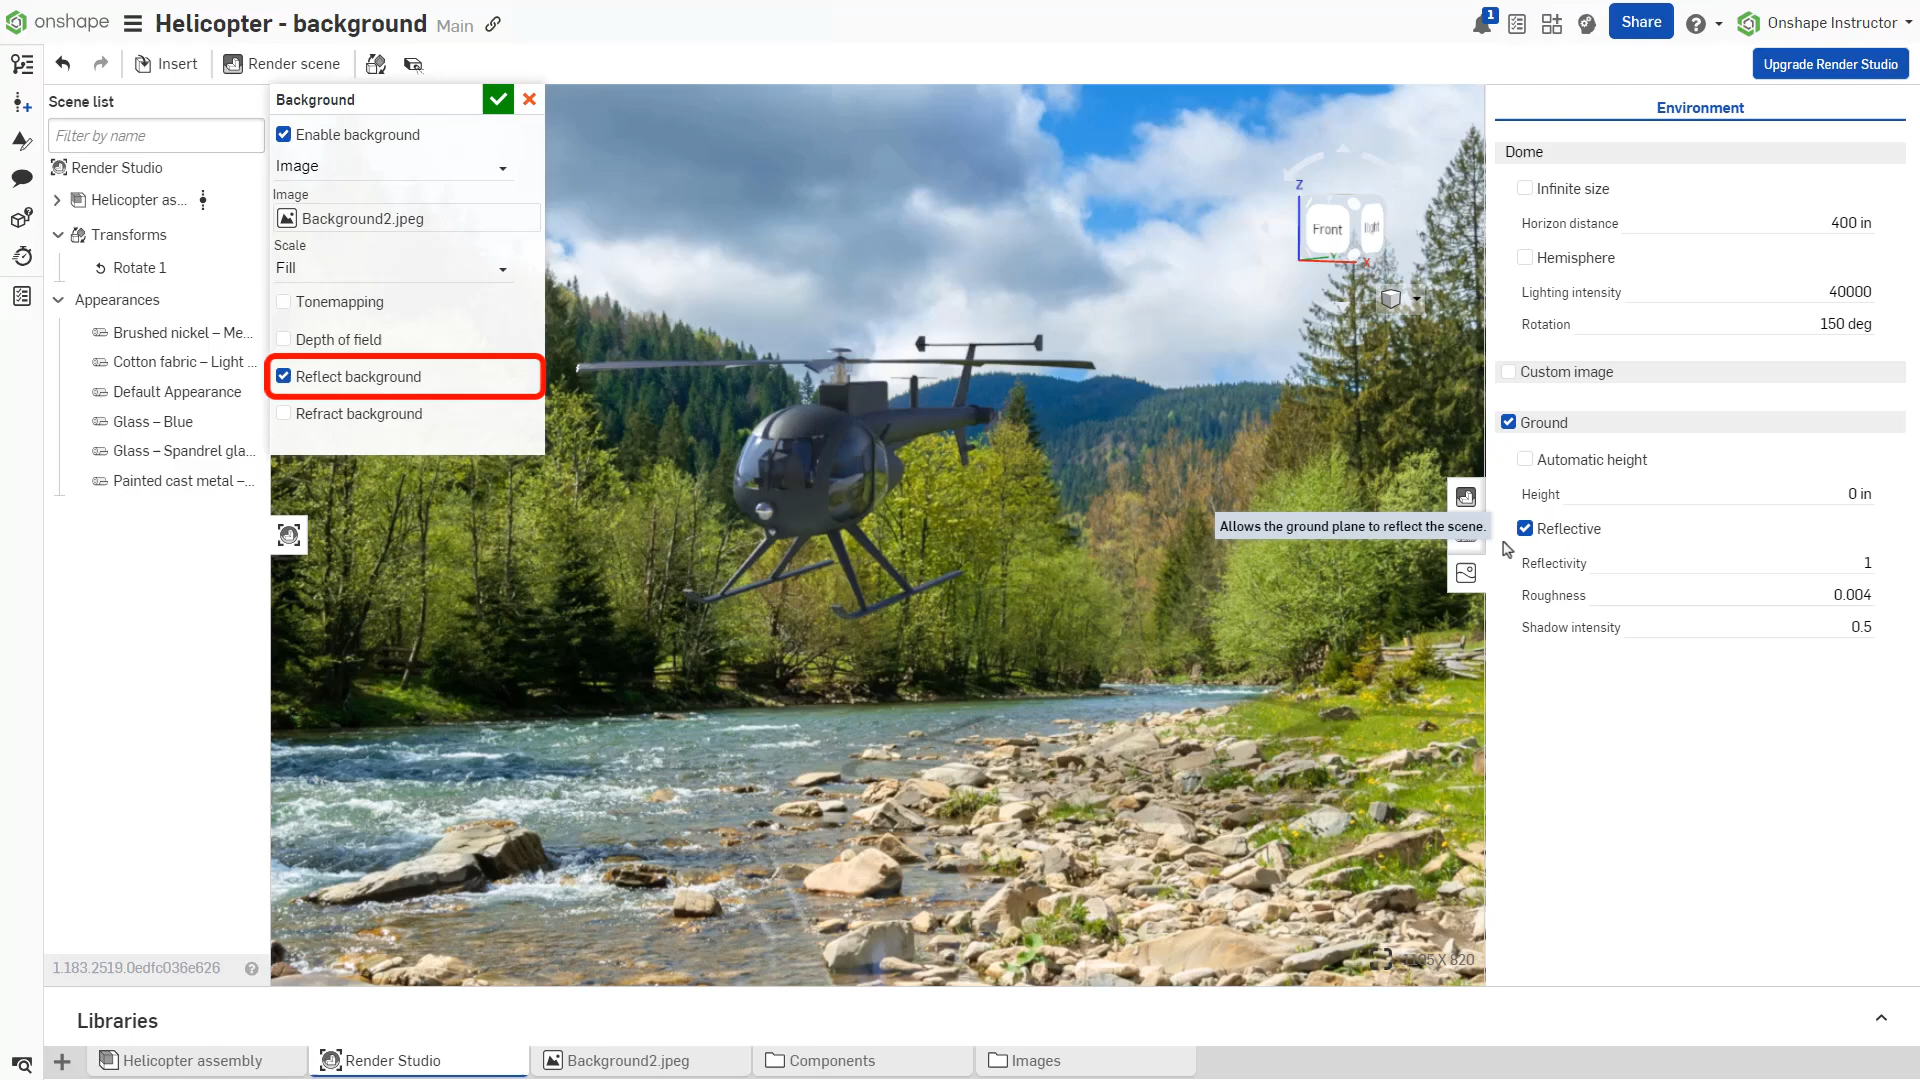 onshape
Helicopter - background Main
1
Share
Onshape Instructor
Insert
Render scene
Upgrade Render Studio
Scene list
Filter by name
Render Studio
Helicopter as...
Transforms
Rotate 1
Appearances
Brushed nickel – Me...
Cotton fabric – Light ...
Default Appearance
Glass – Blue
Glass – Spandrel gla...
Painted cast metal –...
1.183.2519.0edfc036e626
Background
Enable background
Image
Image
Background2.jpeg
Scale
Fill
Tonemapping
Depth of field
Reflect background
Refract background
Z
Front
Right
Y
X
Allows the ground plane to reflect the scene.
Environment
Dome
Infinite size
Horizon distance 400 in
Hemisphere
Lighting intensity 40000
Rotation 150 deg
Custom image
Ground
Automatic height
Height 0 in
Reflective
Reflectivity 1
Roughness 0.004
Shadow intensity 0.5
Libraries
Helicopter assembly
Render Studio
Background2.jpeg
Components
Images